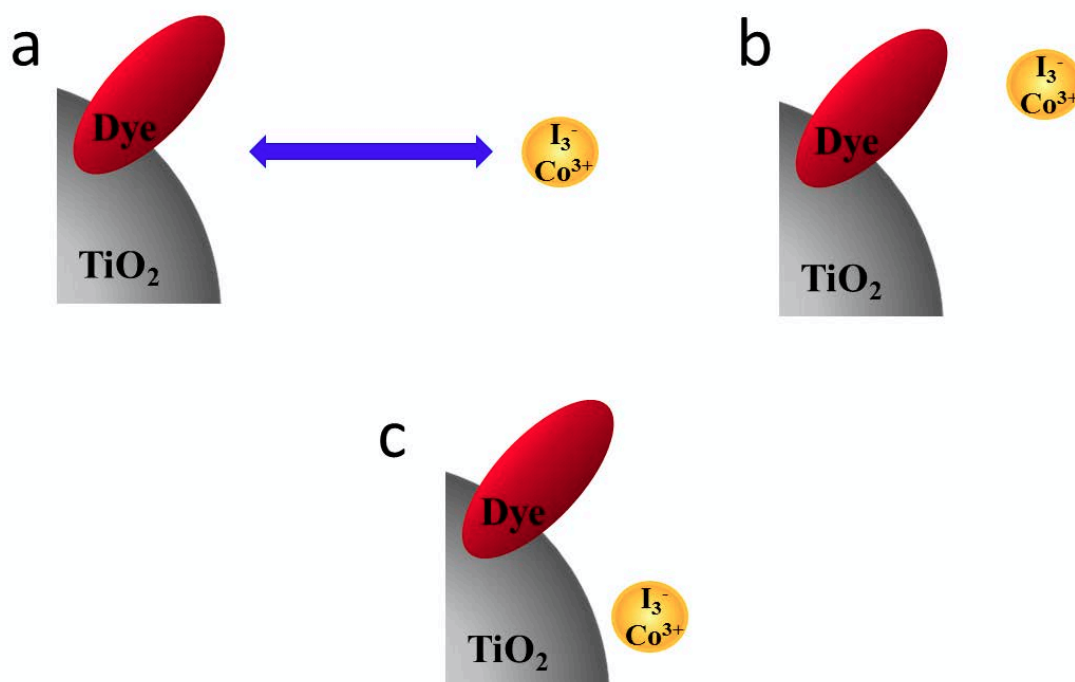 a
Dye
TiO₂
I₃⁻
Co³⁺
b
Dye
TiO₂
I₃⁻
Co³⁺
c
Dye
TiO₂
I₃⁻
Co³⁺